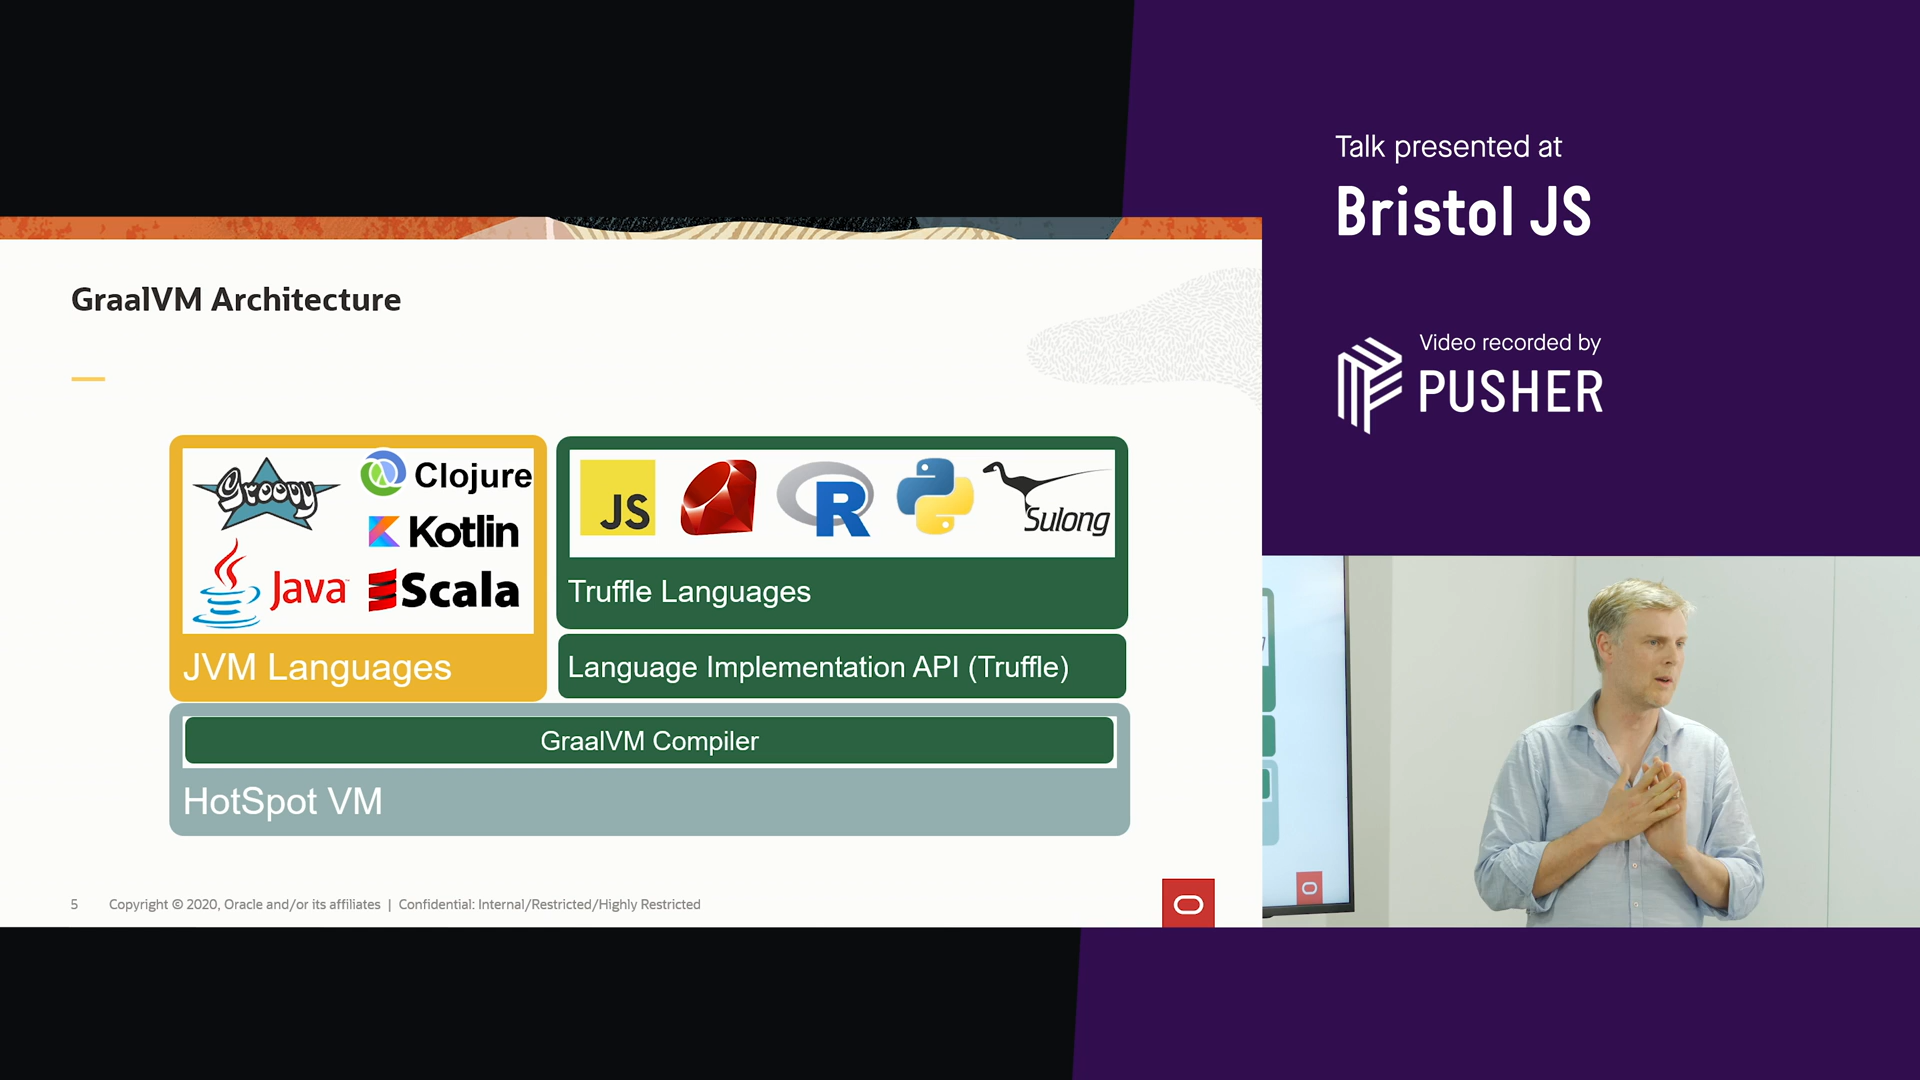 Talk presented at
Bristol JS
Video recorded by
PUSHER
GraalVM Architecture
Groovy
Clojure
Kotlin
Java
Scala
JVM Languages
JS
R
Sulong
Truffle Languages
Language Implementation API (Truffle)
GraalVM Compiler
HotSpot VM
5 Copyright © 2020, Oracle and/or its affiliates | Confidential: Internal/Restricted/Highly Restricted